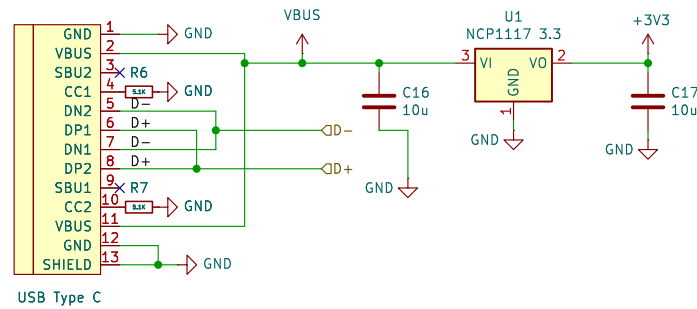 VBUS
U1
NCP1117 3.3
+3V3
GND 1 GND
VBUS 2
SBU2 3 R6
CC1 4 5.1K GND
DN2 5 D-
DP1 6 D+
DN1 7 D-
DP2 8 D+
SBU1 9 R7
CC2 10 5.1K GND
VBUS 11
GND 12
SHIELD 13 GND
USB Type C
D-
D+
C16
10u
GND
3 VI VO 2
GND
1
GND
C17
10u
GND